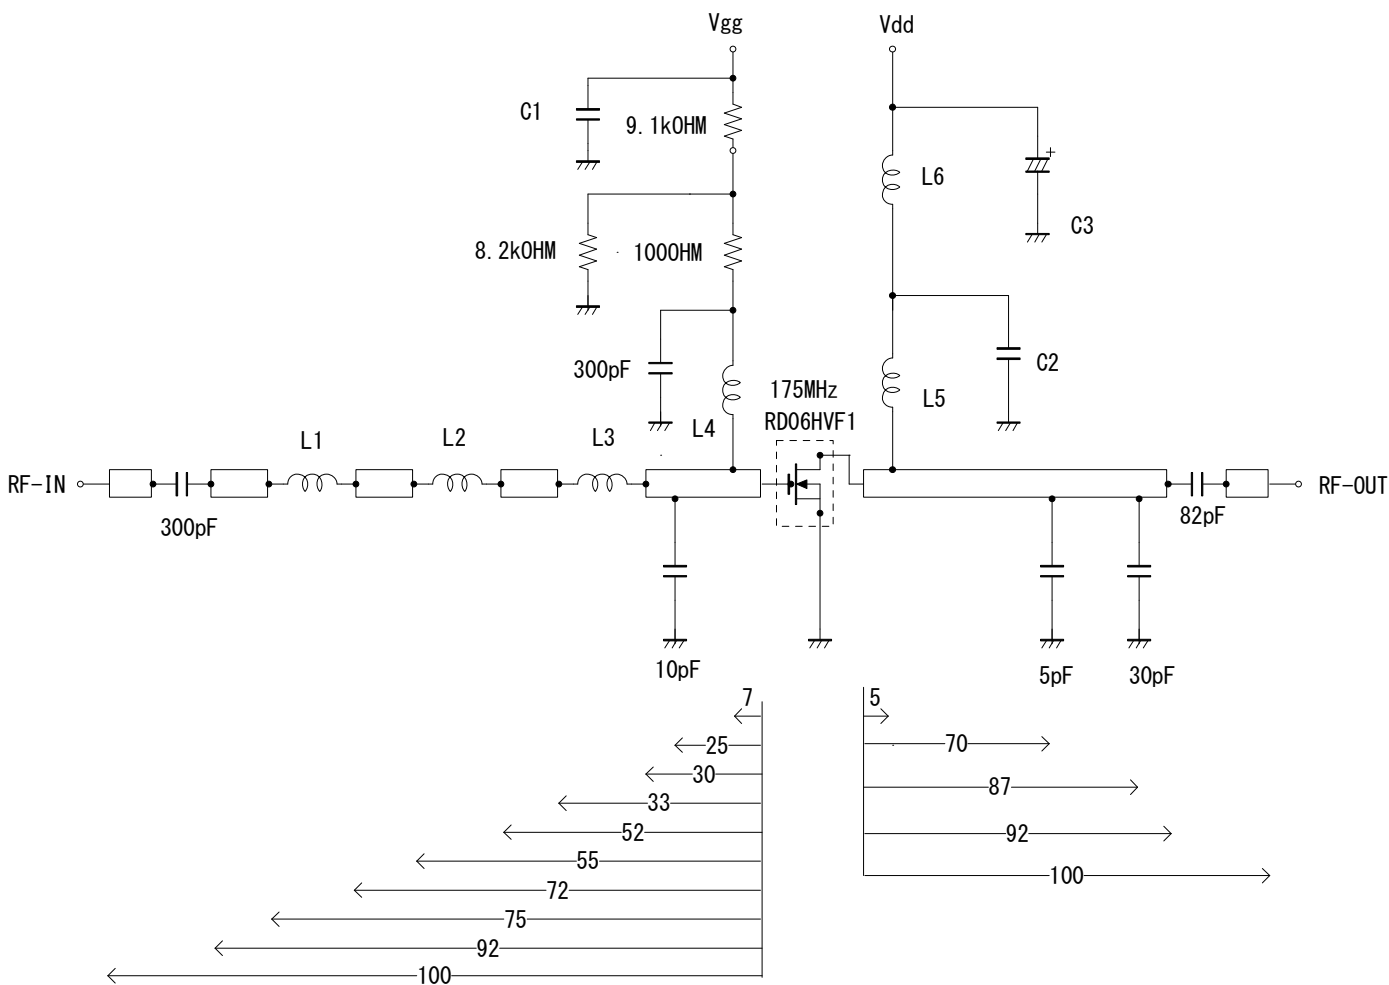 Vgg
Vdd
C1
9.1kOHM
L6
C3
8.2kOHM
100OHM
300pF
C2
175MHz
RD06HVF1
L5
L4
L1
L2
L3
RF-IN
RF-OUT
300pF
82pF
10pF
5pF
30pF
7
5
25
70
30
87
33
52
92
55
72
100
75
92
100